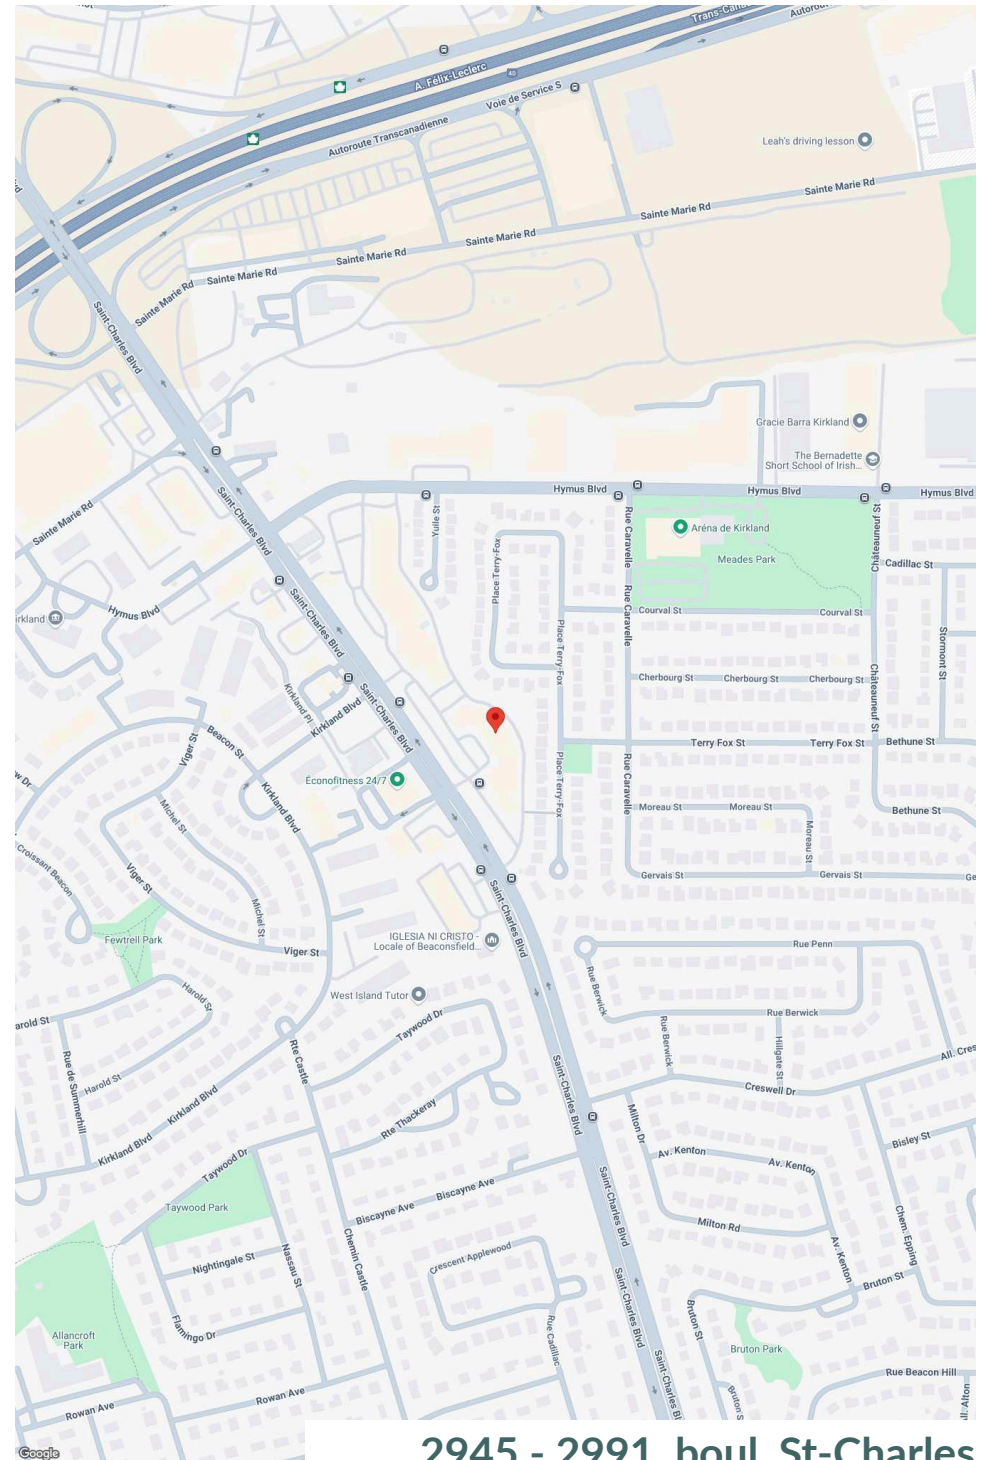 Trans-Cana
Autorou
A. Félix-Leclerc
40
Voie de Service S
Autoroute Transcanadienne
Leah's driving lesson
Sainte Marie Rd
Sainte Marie Rd
Sainte Marie Rd
Sainte Marie Rd
Sainte Marie Rd
Sainte Marie Rd
Saint-Charles Blvd
Gracie Barra Kirkland
The Bernadette
Short School of Irish...
Hymus Blvd
Hymus Blvd
Hymus Blvd
Saint-Charles Blvd
Sainte Marie Rd
Yulle St
Place Terry-Fox
Rue Caravelle
Aréna de Kirkland
Meades Park
Châteauneuf St
Cadillac St
irkland
Hymus Blvd
Saint-Charles Blvd
Courval St
Courval St
Place Terry-Fox
Rue Caravelle
Stormont St
Cherbourg St
Cherbourg St
Cherbourg St
Châteauneuf St
Kirkland Pl
Kirkland Blvd
Saint-Charles Blvd
Viger St
Beacon St
Terry Fox St
Terry Fox St
Bethune St
Éconofitness 24/7
Kirkland Blvd
Place Terry-Fox
Rue Caravelle
w Dr
Michel St
Moreau St
Moreau St
Moreau St
Bethune St
Croissant Beacon
Viger St
Gervais St
Gervais St
Ge
Michel St
Saint-Charles Blvd
Fewtrell Park
Viger St
IGLESIA NI CRISTO -
Locale of Beaconsfield...
Rue Penn
West Island Tutor
Harold St
Rue Berwick
Rue Berwick
arold St
Taywood Dr
Rue Berwick
Hillgate St
All. Cres
Rue de Summerhill
Harold St
Rte Castle
Creswell Dr
Kirkland Blvd
Rte Thackeray
Saint-Charles Blvd
Milton Dr
Bisley St
Kirkland Blvd
Taywood Dr
Av. Kenton
Av. Kenton
Taywood Park
Biscayne Ave
Biscayne Ave
Saint-Charles Blvd
Milton Rd
Chem. Epping
Chemin Castle
Crescent Applewood
Av. Kenton
Nightingale St
Nassau St
Saint-Charles Blvd
Bruton St
Flamingo Dr
Bruton St
Rue Cadillac
Allancroft
Park
Bruton Park
Saint-Charles Bl
Rue Beacon Hill
Rowan Ave
Rowan Ave
Bruton S
ll. Alton
Google
2945 - 2991, boul. St-Charles